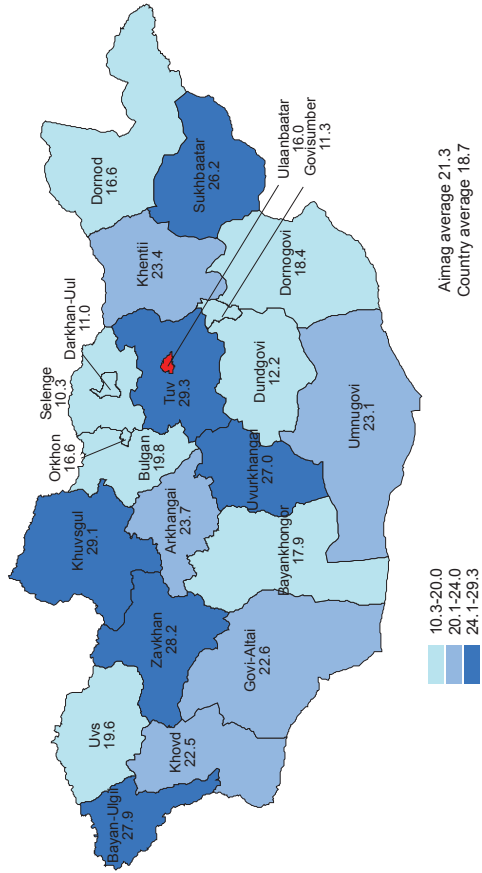 Dornod
16.6
Sukhbaatar
26.2
Ulaanbaatar
16.0
Govisumber
11.3
Khentii
23.4
Dornogovi
18.4
Darkhan-Uul
11.0
Selenge
10.3
Tuv
29.3
Dundgovi
12.2
Orkhon
16.6
Bulgan
19.8
Umnugovi
23.1
Uvurkhangai
27.0
Khuvsgul
29.1
Arkhangai
23.7
Bayankhongor
17.9
Zavkhan
28.2
Govi-Altai
22.6
Uvs
19.6
Khovd
22.5
Bayan-Ulgii
27.9
Aimag average 21.3
Country average 18.7
10.3-20.0
20.1-24.0
24.1-29.3